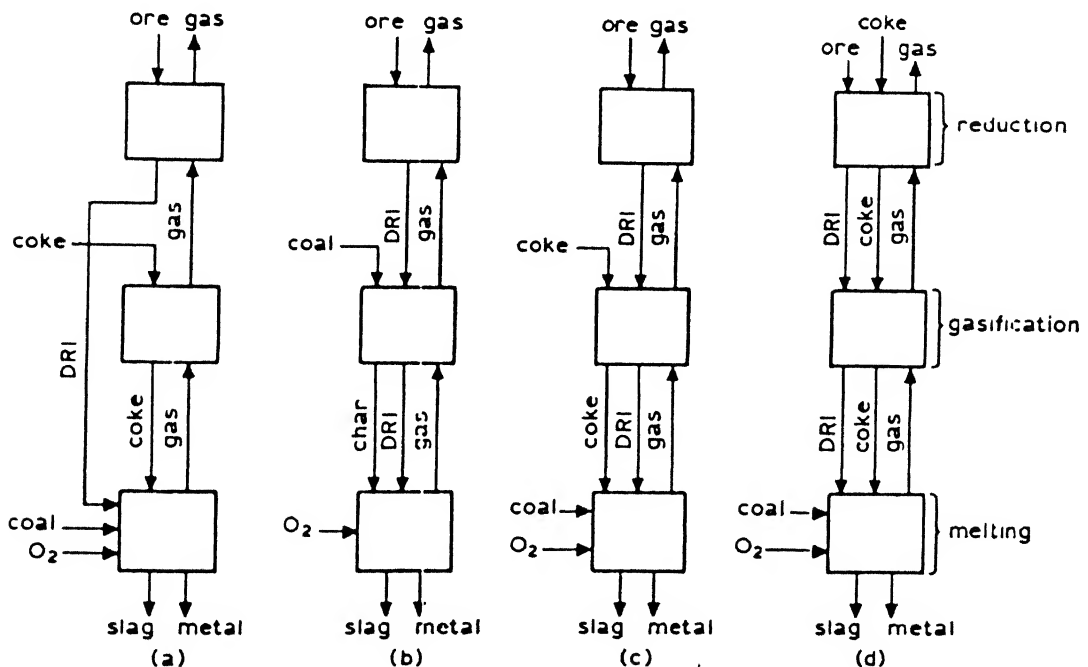 ore gas
coke
DRI
gas
coke
gas
coal
O2
slag metal
(a)
ore gas
coal
DRI
gas
char
DRI
gas
O2
slag metal
(b)
ore gas
coke
DRI
gas
coke
DRI
gas
coal
O2
slag metal
(c)
coke
ore gas
reduction
DRI
coke
gas
gasification
DRI
coke
gas
coal
O2
melting
slag metal
(d)